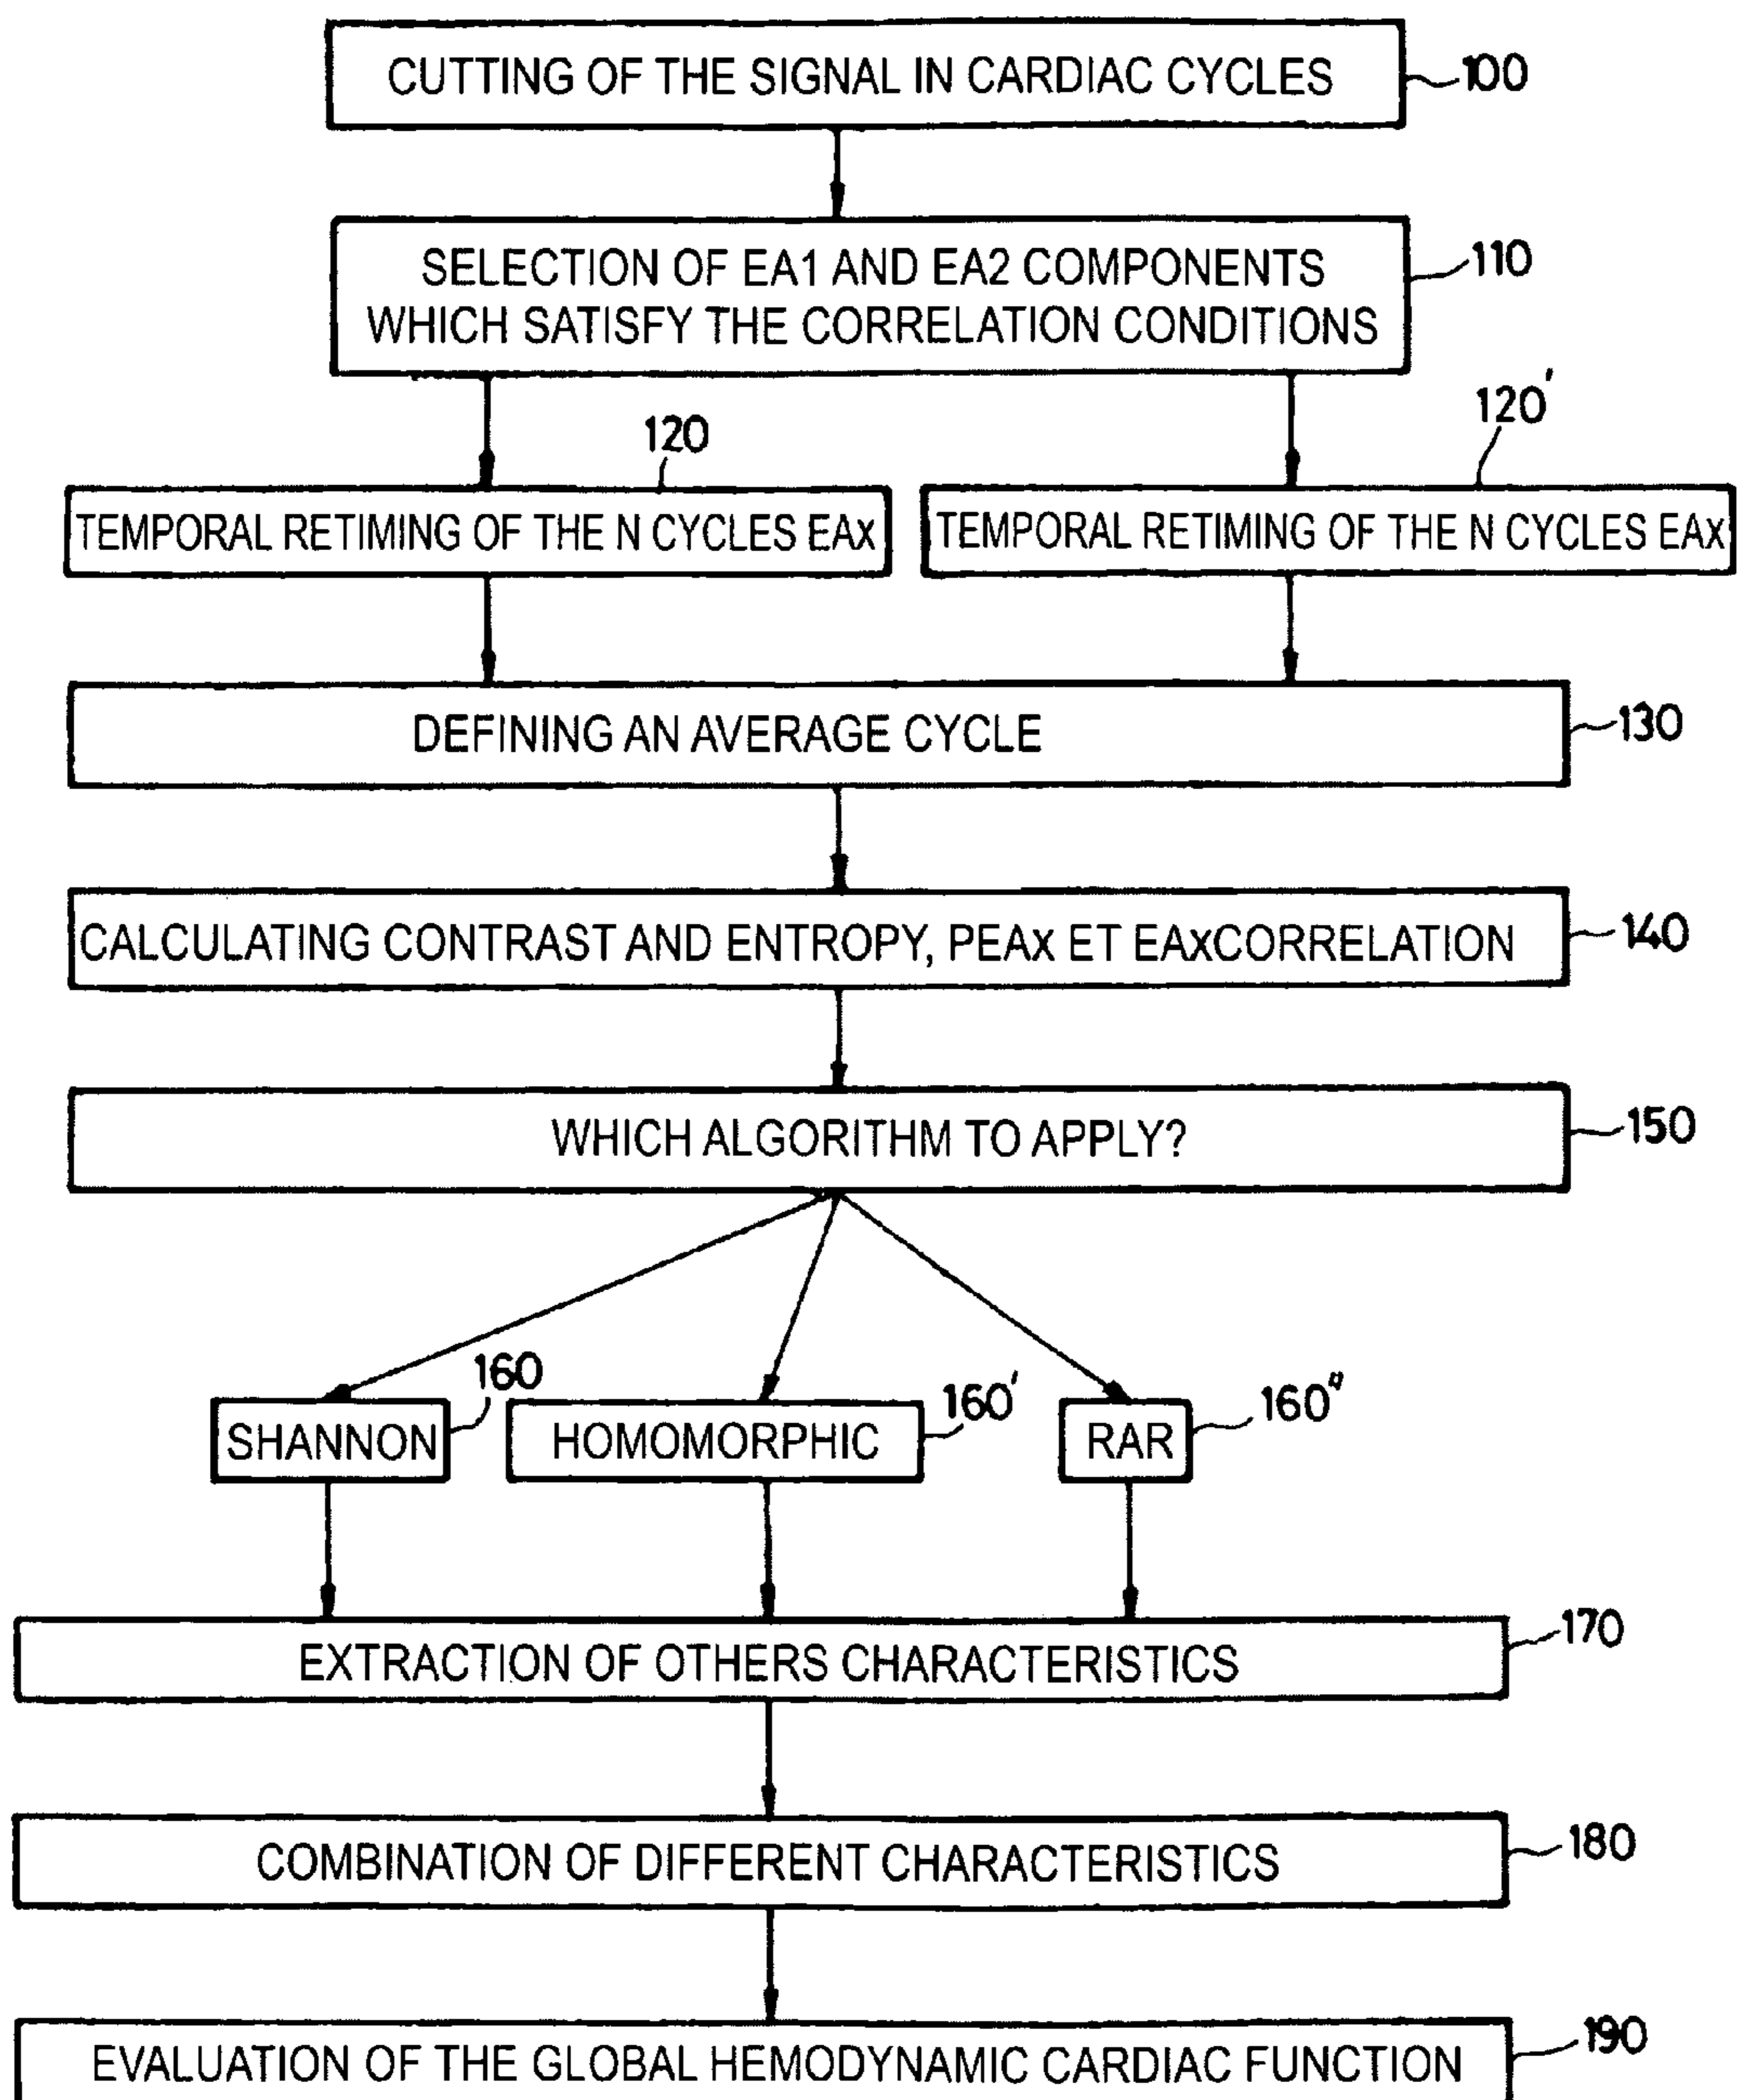 CUTTING OF THE SIGNAL IN CARDIAC CYCLES
100
SELECTION OF EA1 AND EA2 COMPONENTS
WHICH SATISFY THE CORRELATION CONDITIONS
110
120
120'
TEMPORAL RETIMING OF THE N CYCLES EAX
TEMPORAL RETIMING OF THE N CYCLES EAX
DEFINING AN AVERAGE CYCLE
130
CALCULATING CONTRAST AND ENTROPY, PEAX ET EAXCORRELATION
140
WHICH ALGORITHM TO APPLY?
150
SHANNON
160
HOMOMORPHIC
160'
RAR
160"
EXTRACTION OF OTHERS CHARACTERISTICS
170
COMBINATION OF DIFFERENT CHARACTERISTICS
180
EVALUATION OF THE GLOBAL HEMODYNAMIC CARDIAC FUNCTION
190